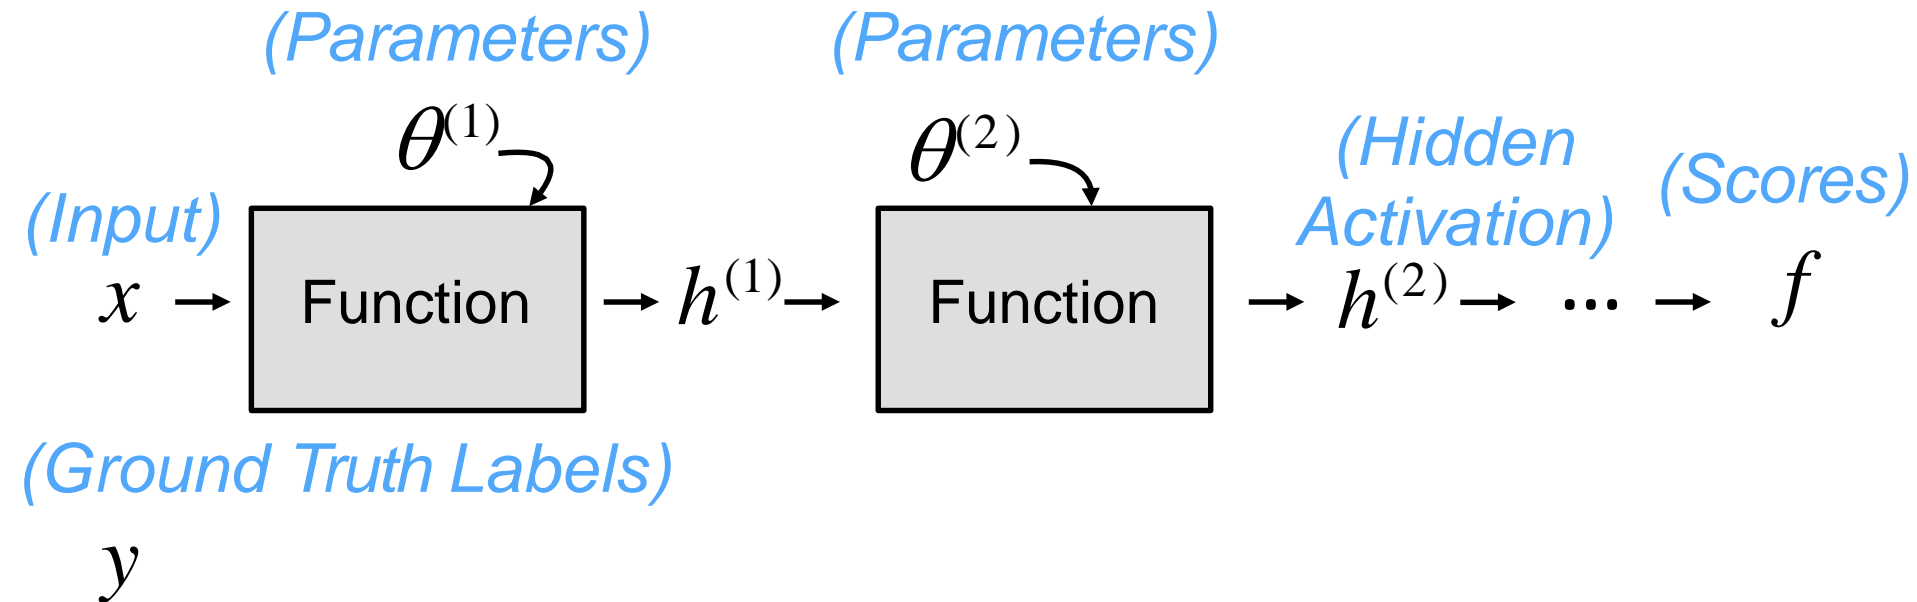 (Parameters) (Parameters)
θ(1) θ(2)
(Hidden
Activation)
(Scores)
(Input)
x → Function → h(1) → Function → h(2) → ... → f
(Ground Truth Labels)
y